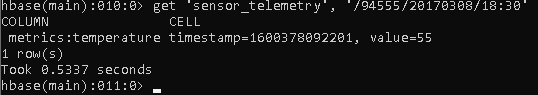 hbase(main):010:0> get 'sensor_telemetry', '/94555/20170308/18:30'
COLUMN                CELL
 metrics:temperature timestamp=1600378092201, value=55
1 row(s)
Took 0.5337 seconds
hbase(main):011:0>